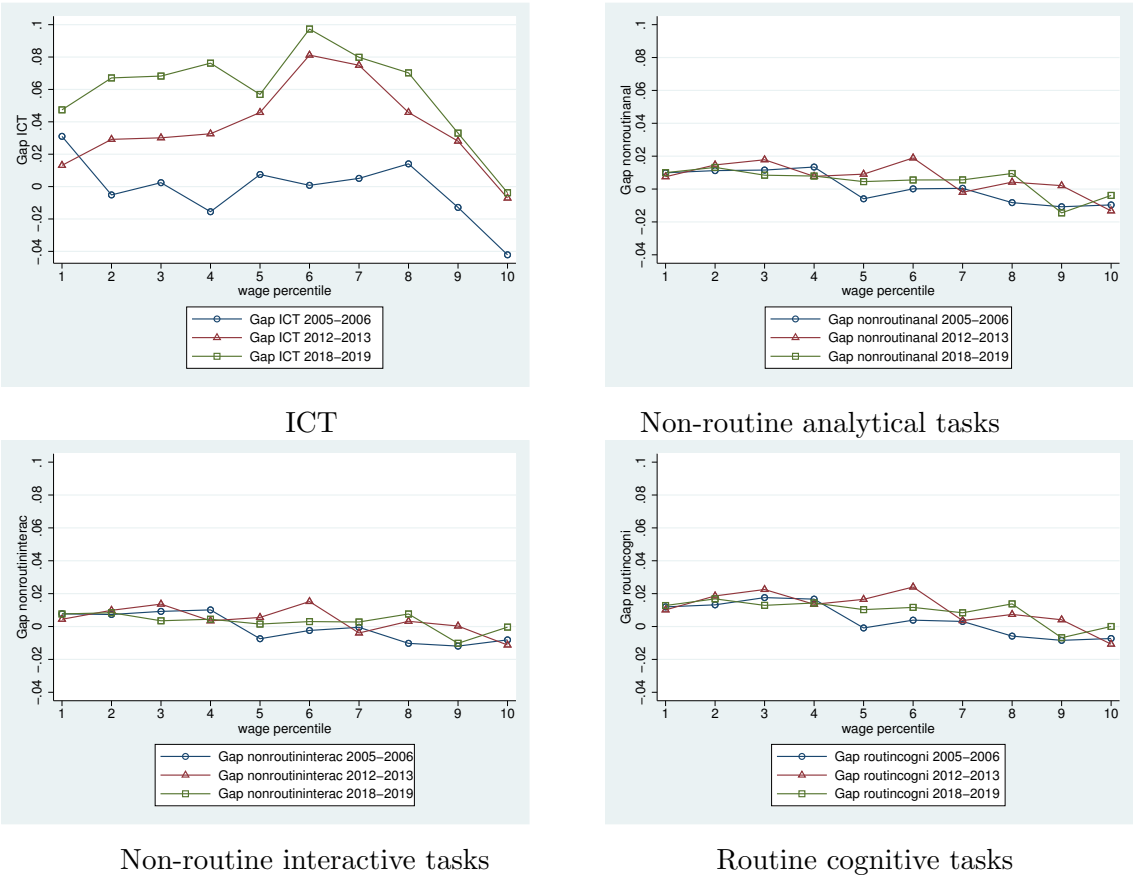 Gap ICT
.1
.08
.06
.04
.02
0
-.02
-.04
1 2 3 4 5 6 7 8 9 10
wage percentile
Gap ICT 2005-2006
Gap ICT 2012-2013
Gap ICT 2018-2019
ICT
Gap nonroutinanal
.1
.08
.06
.04
.02
0
-.02
-.04
1 2 3 4 5 6 7 8 9 10
wage percentile
Gap nonroutinanal 2005-2006
Gap nonroutinanal 2012-2013
Gap nonroutinanal 2018-2019
Non-routine analytical tasks
Gap nonroutininterac
.1
.08
.06
.04
.02
0
-.02
-.04
1 2 3 4 5 6 7 8 9 10
wage percentile
Gap nonroutininterac 2005-2006
Gap nonroutininterac 2012-2013
Gap nonroutininterac 2018-2019
Non-routine interactive tasks
Gap routincogni
.1
.08
.06
.04
.02
0
-.02
-.04
1 2 3 4 5 6 7 8 9 10
wage percentile
Gap routincogni 2005-2006
Gap routincogni 2012-2013
Gap routincogni 2018-2019
Routine cognitive tasks